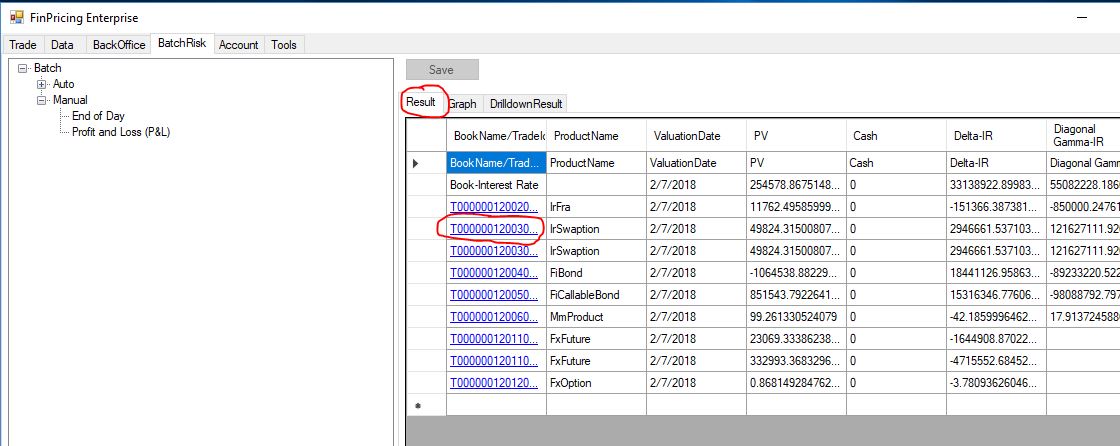 FinPricing Enterprise
Trade Data BackOffice BatchRisk Account Tools
Batch
Auto
Manual
End of Day
Profit and Loss (P&L)
Save
Result Graph DrilldownResult
BookName/TradeIc ProductName ValuationDate PV Cash Delta-IR Diagonal Gamma-IR
BookName/Trad... ProductName ValuationDate PV Cash Delta-IR Diagonal Gamm
Book-Interest Rate 2/7/2018 254578.8675148... 0 33138922.89983... 55082228.186
T000000120020... IrFra 2/7/2018 11762.49585999... 0 -151366.387381... -850000.24761
T000000120030... IrSwaption 2/7/2018 49824.31500807... 0 2946661.537103... 121627111.926
T000000120030... IrSwaption 2/7/2018 49824.31500807... 0 2946661.537103... 121627111.926
T000000120040... FiBond 2/7/2018 -1064538.88229... 0 18441126.95863... -89233220.522
T000000120050... FiCallableBond 2/7/2018 851543.7922641... 0 15316346.77606... -98088792.797
T000000120060... MmProduct 2/7/2018 99.261330524079 0 -42.1859996462... 17.9137245886
T000000120110... FxFuture 2/7/2018 23069.33386238... 0 -1644908.87022...
T000000120110... FxFuture 2/7/2018 332993.3683296... 0 -4715552.68452...
T000000120120... FxOption 2/7/2018 0.868149284762... 0 -3.78093626046...